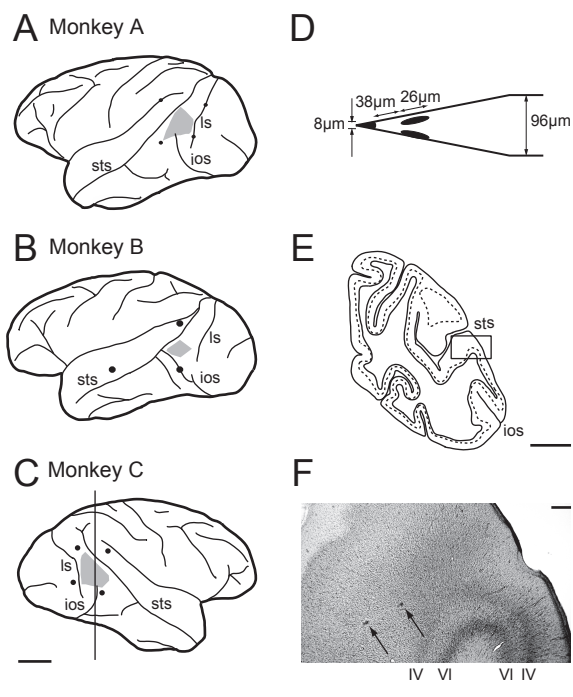 A Monkey A
ls
sts
ios
B Monkey B
ls
sts
ios
C Monkey C
ls
ios
sts
D
38µm
26µm
8µm
96µm
E
sts
ios
F
IV VI VI IV